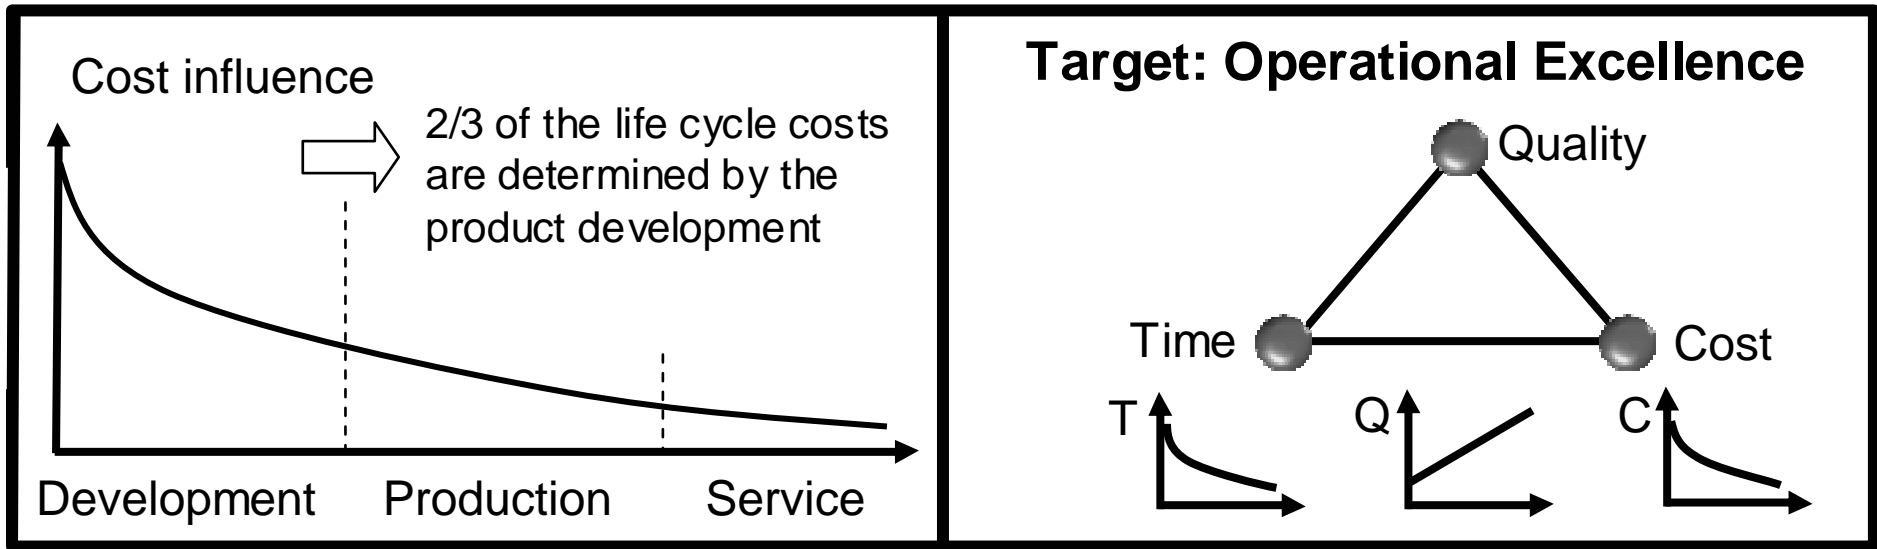 Cost influence
2/3 of the life cycle costs
are determined by the
product development
Development
Production
Service
Target: Operational Excellence
Quality
Time
Cost
T
Q
C